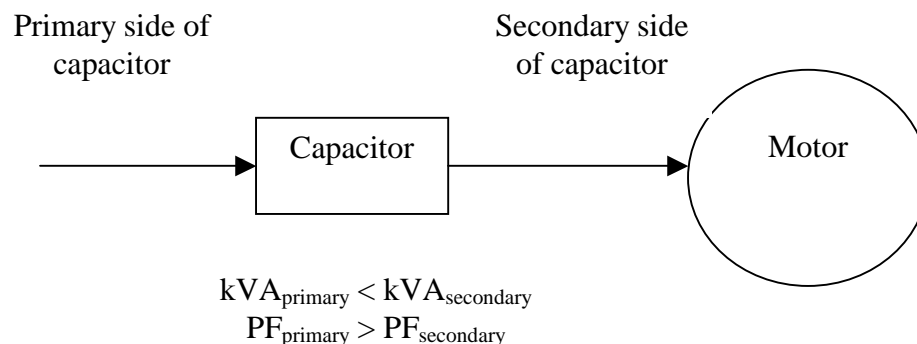 Primary side of
capacitor
Secondary side
of capacitor
Capacitor
Motor
kVAprimary < kVAsecondary
PFprimary > PFsecondary